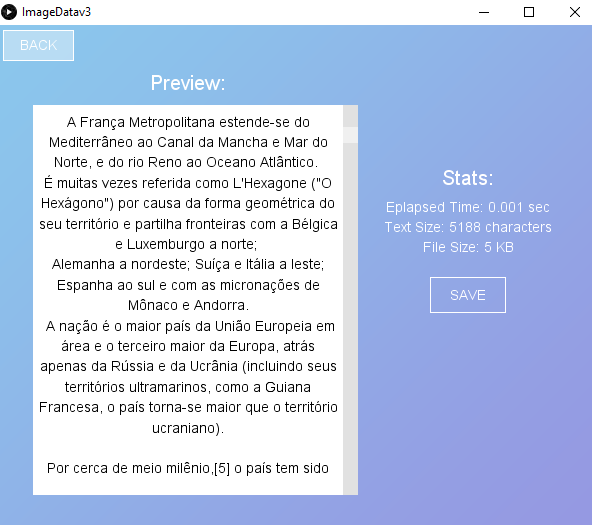 ImageDatav3
BACK
Preview:
A França Metropolitana estende-se do
Mediterrâneo ao Canal da Mancha e Mar do
Norte, e do rio Reno ao Oceano Atlântico.
É muitas vezes referida como L'Hexagone ("O
Hexágono") por causa da forma geométrica do
seu território e partilha fronteiras com a Bélgica
e Luxemburgo a norte;
Alemanha a nordeste; Suíça e Itália a leste;
Espanha ao sul e com as micronações de
Mônaco e Andorra.
A nação é o maior país da União Europeia em
área e o terceiro maior da Europa, atrás
apenas da Rússia e da Ucrânia (incluindo seus
territórios ultramarinos, como a Guiana
Francesa, o país torna-se maior que o território
ucraniano).
Por cerca de meio milênio,[5] o país tem sido
Stats:
Eplapsed Time: 0.001 sec
Text Size: 5188 characters
File Size: 5 KB
SAVE